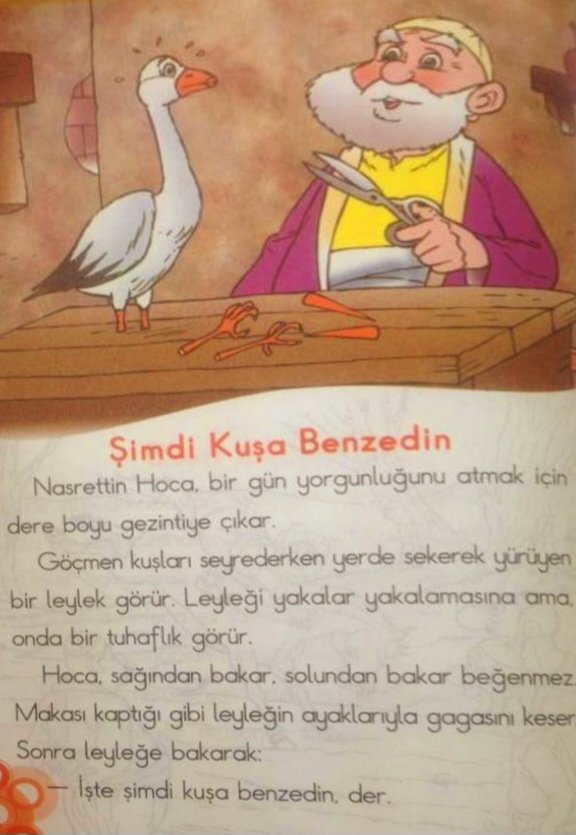 Şimdi Kuşa Benzedin
Nasrettin Hoca, bir gün yorgunluğunu atmak için
dere boyu gezintiye çıkar.
Göçmen kuşları seyrederken yerde sekerek yürüyen
bir leylek görür. Leyleği yakalar yakalamasına ama,
onda bir tuhaflık görür.
Hoca, sağından bakar, solundan bakar beğenmez.
Makası kaptığı gibi leyleğin ayaklarıyla gagasını keser.
Sonra leyleğe bakarak:
— İşte şimdi kuşa benzedin, der.